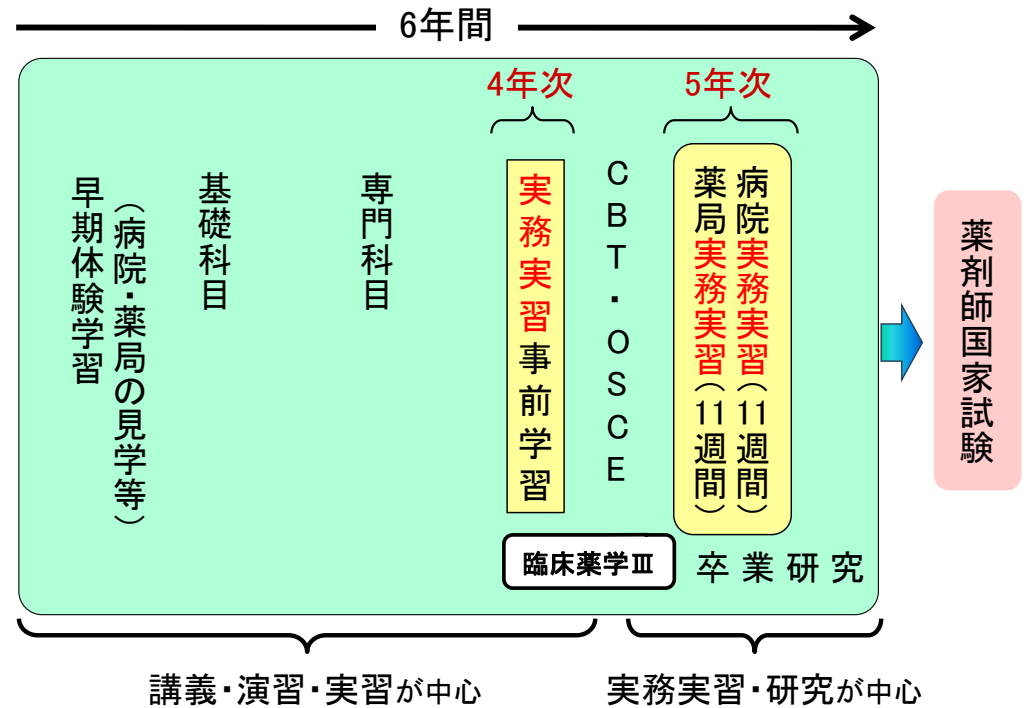 6年間
4年次
5年次
早期体験学習
（病院・薬局の見学等）
基礎科目
専門科目
実務実習事前学習
CBT・OSCE
病院実務実習（11週間）
薬局実務実習（11週間）
薬剤師国家試験
臨床薬学Ⅲ
卒業研究
講義・演習・実習が中心
実務実習・研究が中心